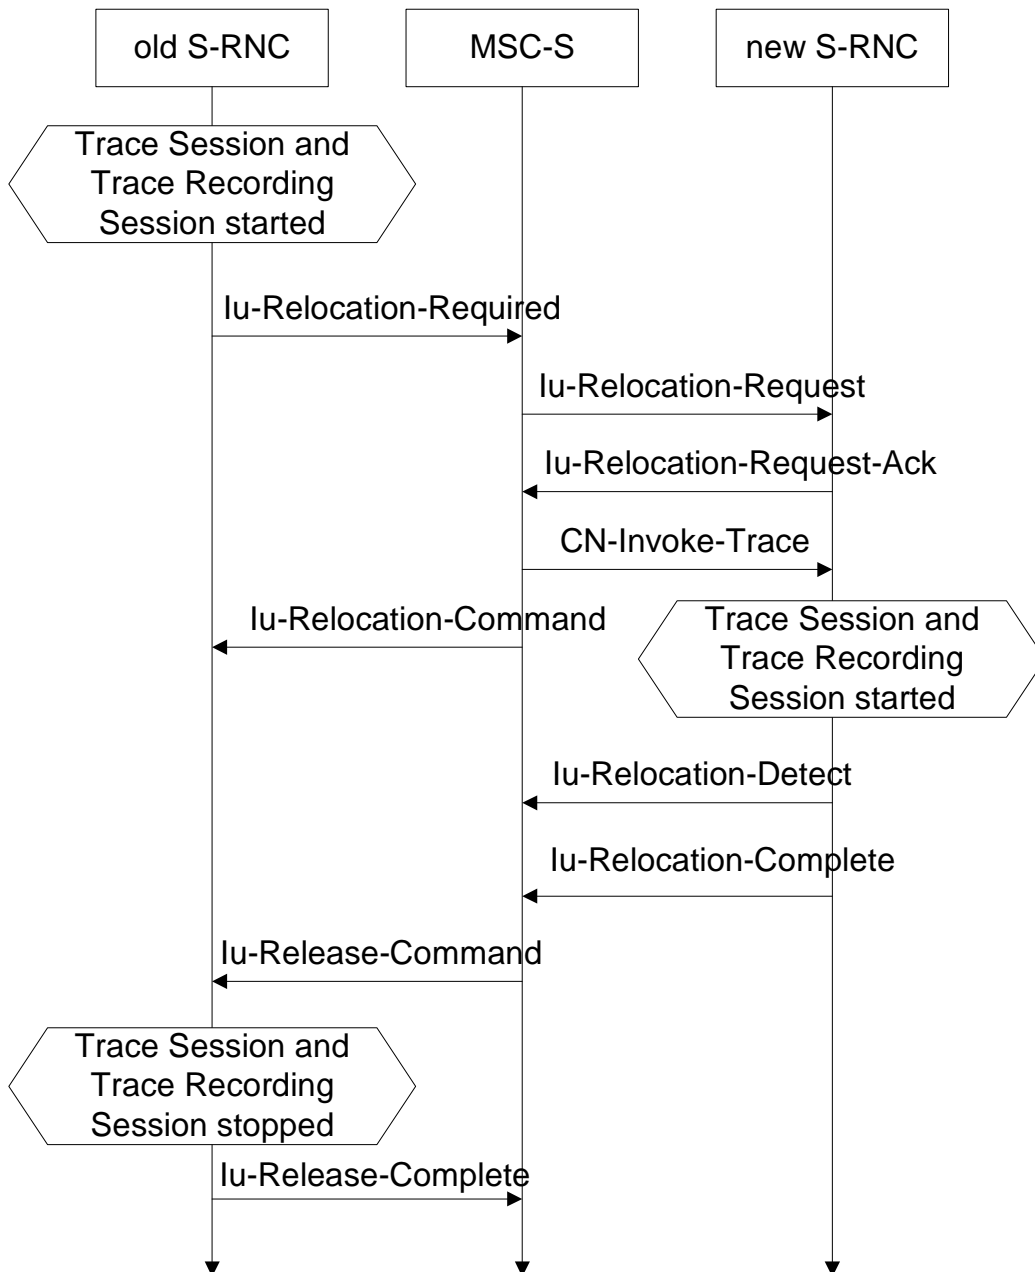 old S-RNC
MSC-S
new S-RNC
Trace Session and
Trace Recording
Session started
Iu-Relocation-Required
Iu-Relocation-Request
Iu-Relocation-Request-Ack
CN-Invoke-Trace
Iu-Relocation-Command
Trace Session and
Trace Recording
Session started
Iu-Relocation-Detect
Iu-Relocation-Complete
Iu-Release-Command
Trace Session and
Trace Recording
Session stopped
Iu-Release-Complete